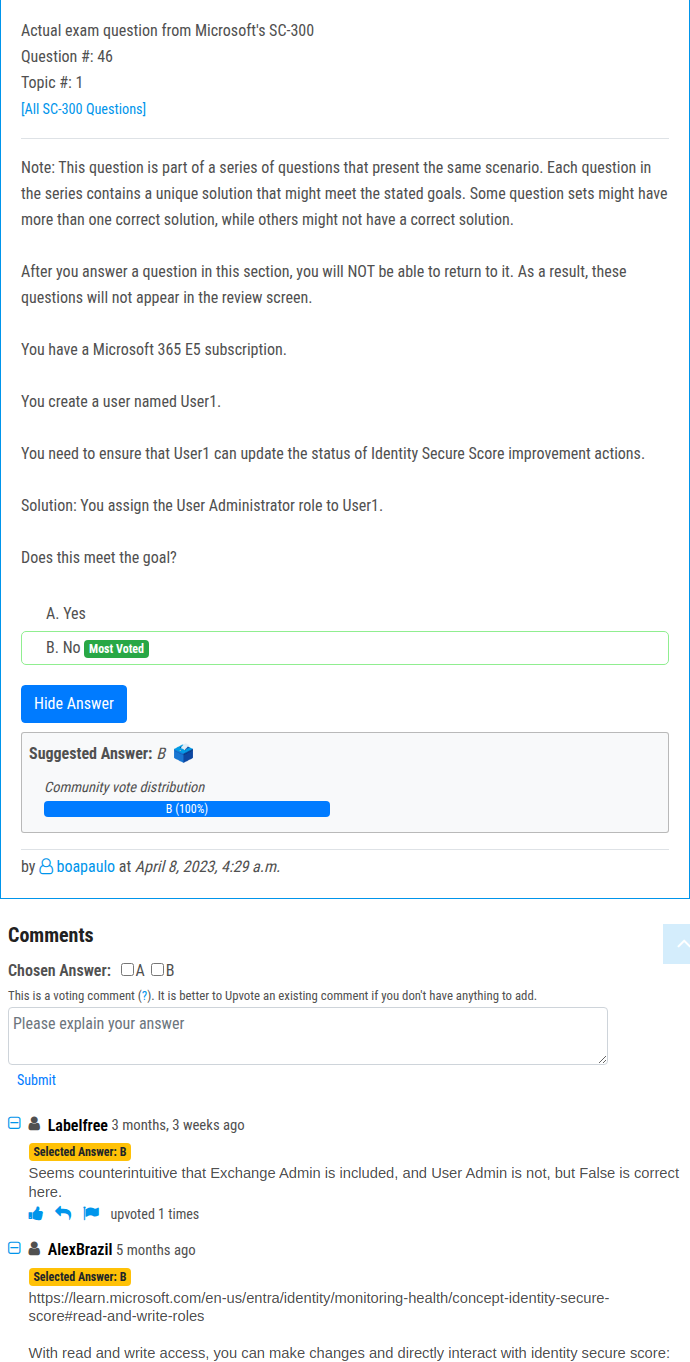 Actual exam question from Microsoft's SC-300
Question #: 46
Topic #: 1
[All SC-300 Questions]
Note: This question is part of a series of questions that present the same scenario. Each question in
the series contains a unique solution that might meet the stated goals. Some question sets might have
more than one correct solution, while others might not have a correct solution.
After you answer a question in this section, you will NOT be able to return to it. As a result, these
questions will not appear in the review screen.
You have a Microsoft 365 E5 subscription.
You create a user named User1.
You need to ensure that User1 can update the status of Identity Secure Score improvement actions.
Solution: You assign the User Administrator role to User1.
Does this meet the goal?
A. Yes
B. No Most Voted
Hide Answer
Suggested Answer: B
Community vote distribution
B (100%)
by boapaulo at April 8, 2023, 4:29 a.m.
Comments
Chosen Answer: A B
This is a voting comment (?). It is better to Upvote an existing comment if you don't have anything to add.
Please explain your answer
Submit
Labelfree 3 months, 3 weeks ago
Selected Answer: B
Seems counterintuitive that Exchange Admin is included, and User Admin is not, but False is correct
here.
upvoted 1 times
AlexBrazil 5 months ago
Selected Answer: B
https://learn.microsoft.com/en-us/entra/identity/monitoring-health/concept-identity-secure-
score#read-and-write-roles
With read and write access, you can make changes and directly interact with identity secure score: